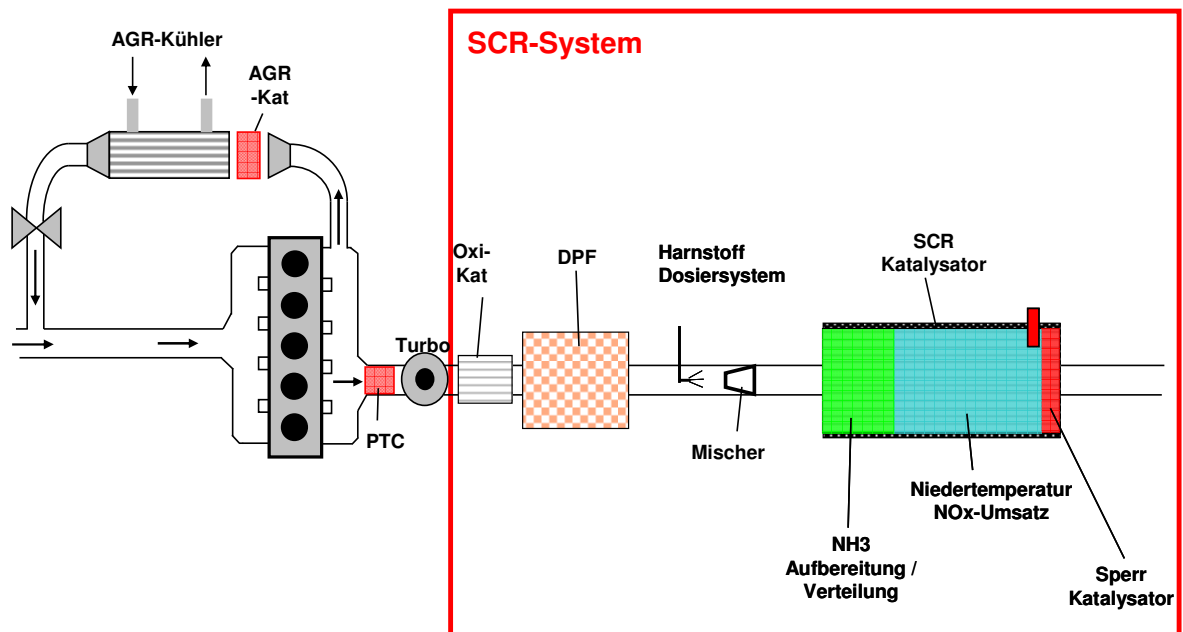 SCR-System
AGR-Kühler
AGR
-Kat
Oxi-
Kat
DPF
Harnstoff
Dosiersystem
SCR
Katalysator
Turbo
PTC
Mischer
Niedertemperatur
NOx-Umsatz
NH3
Aufbereitung /
Verteilung
Sperr
Katalysator